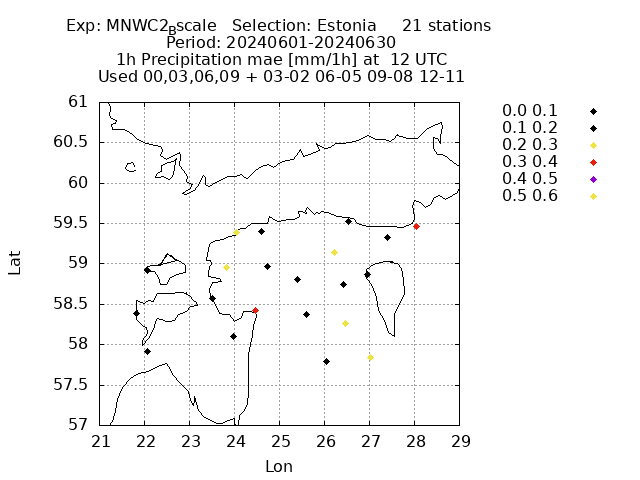 Exp: MNWC2Bscale   Selection: Estonia     21 stations
Period: 20240601-20240630
1h Precipitation mae [mm/1h] at  12 UTC
Used 00,03,06,09 + 03-02 06-05 09-08 12-11
0.0 0.1
0.1 0.2
0.2 0.3
0.3 0.4
0.4 0.5
0.5 0.6
61
60.5
60
59.5
59
58.5
58
57.5
57
Lat
21 22 23 24 25 26 27 28 29
Lon